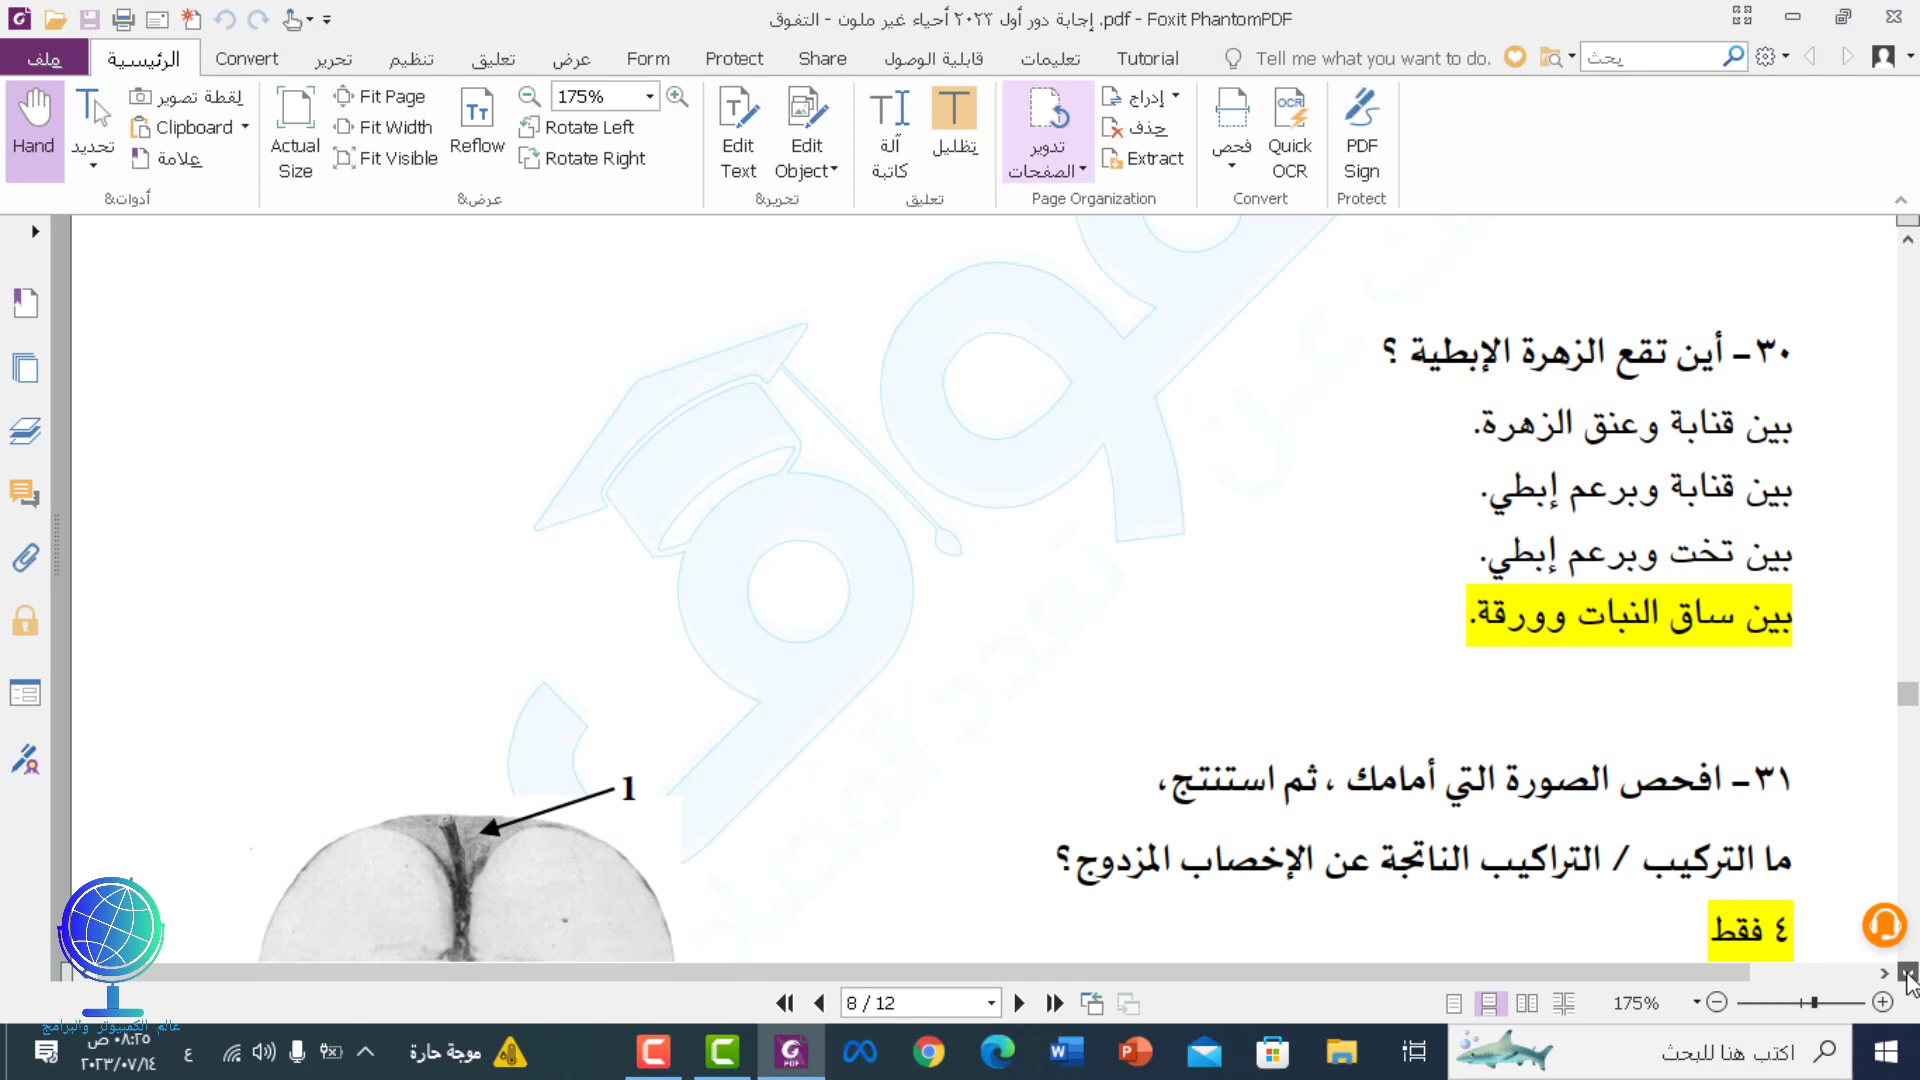 إجابة دور أول ٢٠٢٣ أحياء غير ملون - التفوق .pdf - Foxit PhantomPDF
ملف
الرئيسية
Convert
تحرير
تنظيم
تعليق
عرض
Form
Protect
Share
قابلية الوصول
تعليمات
Tutorial
Tell me what you want to do.
بحث
Hand
تحديد
لقطة تصوير
Clipboard
علامة
أدوات&
Actual Size
Fit Page
Fit Width
Fit Visible
Reflow
175%
Rotate Left
Rotate Right
عرض&
Edit Text
Edit Object
تحرير&
آلة كاتبة
تظليل
تعليق
تدوير الصفحات
إدراج
حذف
Extract
Page Organization
فحص
Quick OCR
Convert
PDF Sign
Protect
٣٠- أين تقع الزهرة الإبطية ؟
بين قنابة وعنق الزهرة.
بين قنابة وبرعم إبطي.
بين تخت وبرعم إبطي.
بين ساق النبات وورقة.
٣١- افحص الصورة التي أمامك ، ثم استنتج،
ما التركيب / التراكيب الناتجة عن الإخصاب المزدوج؟
1
٤ فقط
8 / 12
175%
عالم الكمبيوتر والبرامج
٠٨:٢٥ ص
٢٠٢٣/٠٧/١٤
ع
موجة حارة
اكتب هنا للبحث